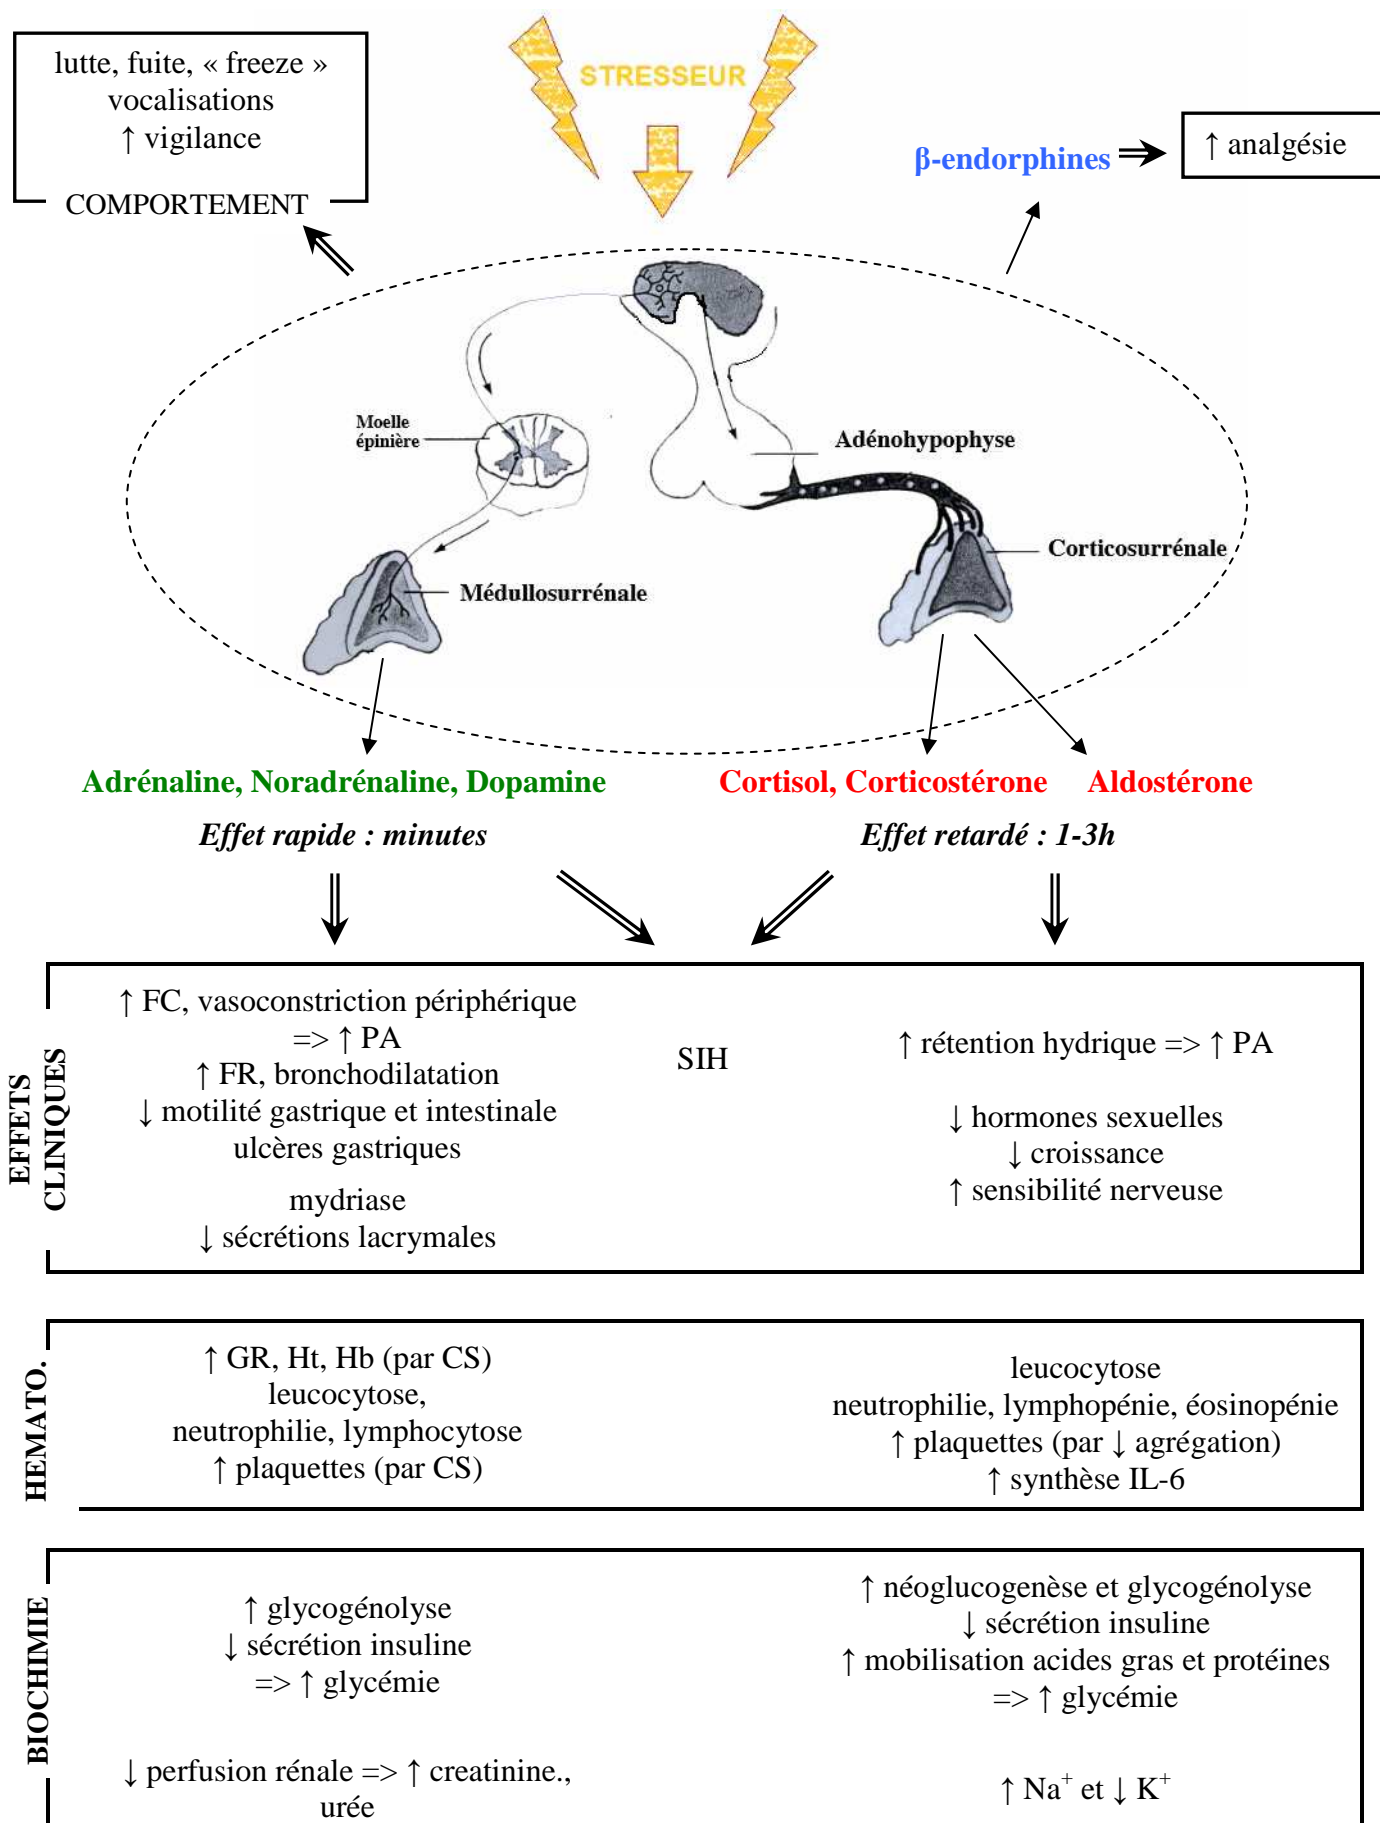 lutte, fuite, « freeze »
vocalisations
↑ vigilance
COMPORTEMENT
STRESSEUR
β-endorphines
↑ analgésie
Moelle
épinière
Adénohypophyse
Corticosurrénale
Médullosurrénale
Adrénaline, Noradrénaline, Dopamine
Cortisol, Corticostérone
Aldostérone
Effet rapide : minutes
Effet retardé : 1-3h
EFFETS
CLINIQUES
↑ FC, vasoconstriction périphérique
=> ↑ PA
↑ FR, bronchodilatation
↓ motilité gastrique et intestinale
ulcères gastriques
mydriase
↓ sécrétions lacrymales
SIH
↑ rétention hydrique => ↑ PA
↓ hormones sexuelles
↓ croissance
↑ sensibilité nerveuse
HEMATO.
↑ GR, Ht, Hb (par CS)
leucocytose,
neutrophilie, lymphocytose
↑ plaquettes (par CS)
leucocytose
neutrophilie, lymphopénie, éosinopénie
↑ plaquettes (par ↓ agrégation)
↑ synthèse IL-6
BIOCHIMIE
↑ glycogénolyse
↓ sécrétion insuline
=> ↑ glycémie
↓ perfusion rénale => ↑ creatinine.,
urée
↑ néoglucogenèse et glycogénolyse
↓ sécrétion insuline
↑ mobilisation acides gras et protéines
=> ↑ glycémie
↑ Na⁺ et ↓ K⁺